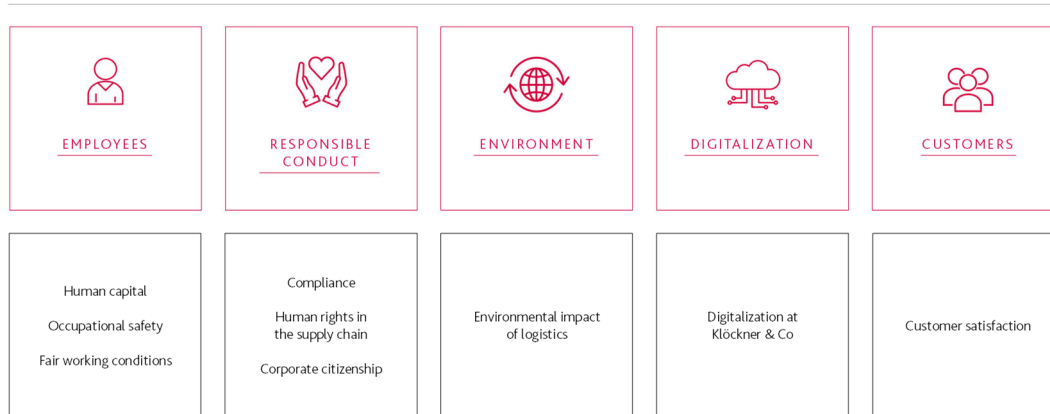 EMPLOYEES
RESPONSIBLE
CONDUCT
ENVIRONMENT
DIGITALIZATION
CUSTOMERS
Human capital
Occupational safety
Fair working conditions
Compliance
Human rights in
the supply chain
Corporate citizenship
Environmental impact
of logistics
Digitalization at
Klöckner & Co
Customer satisfaction